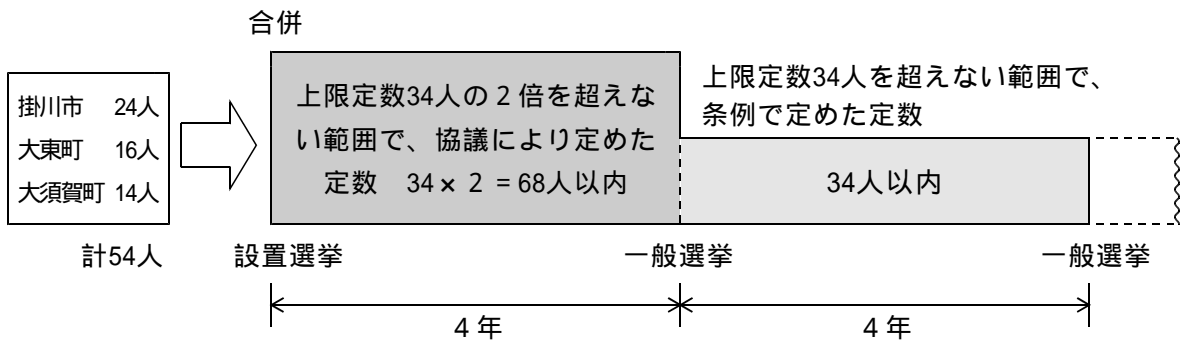 合併
掛川市 24人
大東町 16人
大須賀町 14人
計54人
上限定数34人の2倍を超えな
い範囲で、協議により定めた
定数 34×2=68人以内
上限定数34人を超えない範囲で、
条例で定めた定数
34人以内
設置選挙
一般選挙
一般選挙
4年
4年